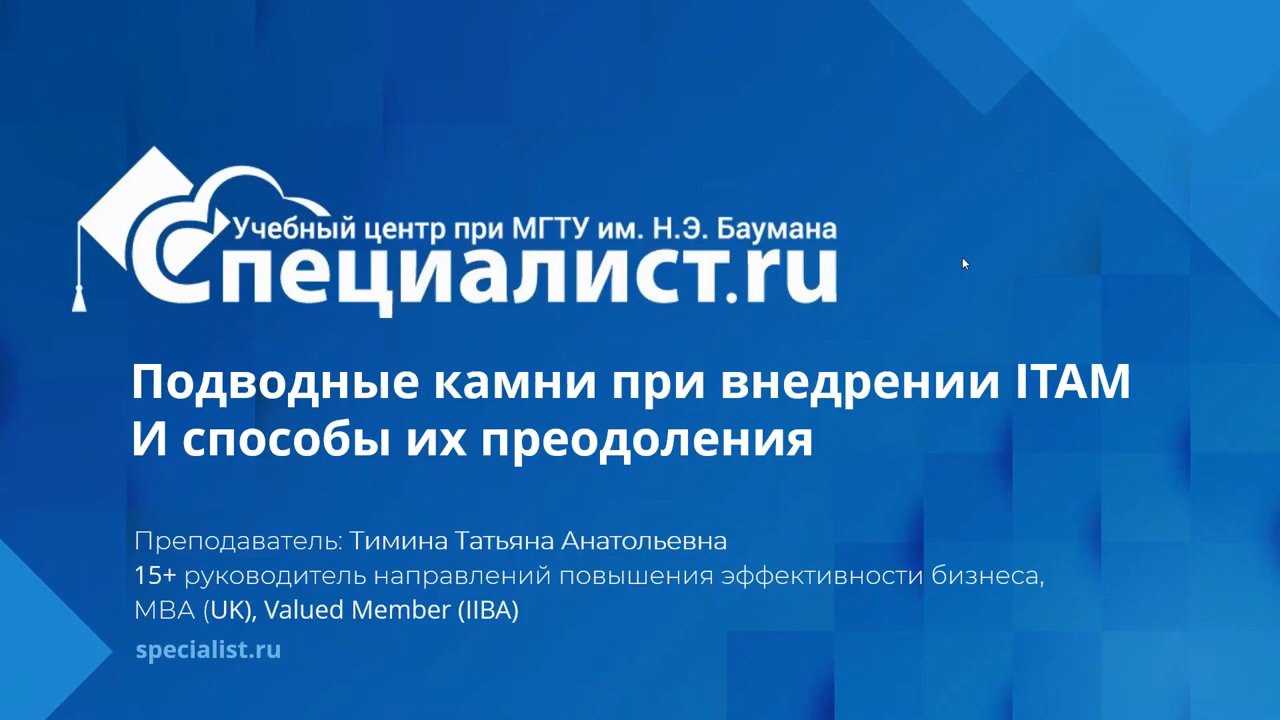 Учебный центр при МГТУ им. Н.Э. Баумана
Специалист.ru
Подводные камни при внедрении ITAM
И способы их преодоления
Преподаватель: Тимина Татьяна Анатольевна
15+ руководитель направлений повышения эффективности бизнеса,
MBA (UK), Valued Member (IIBA)
specialist.ru